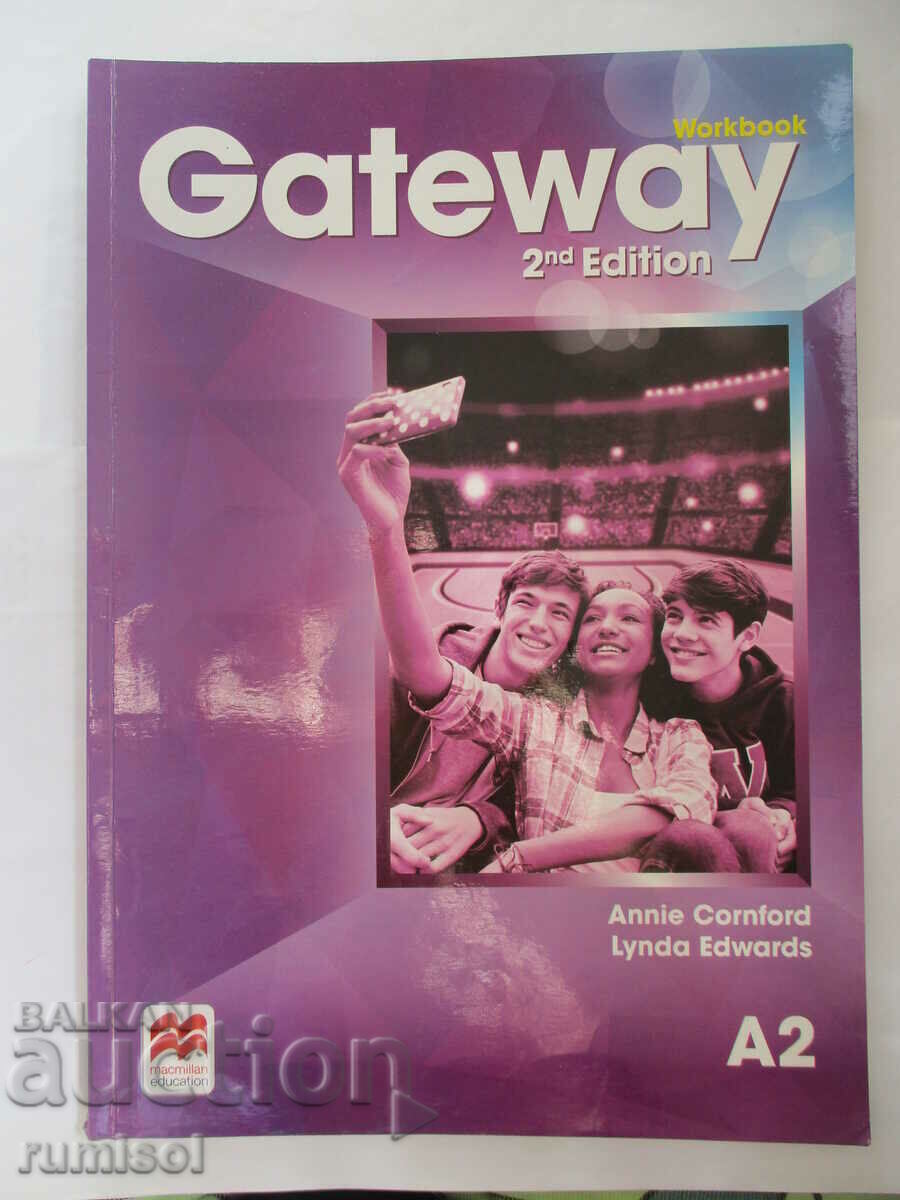 Workbook
Gateway
2nd Edition
Annie Cornford
Lynda Edwards
A2
macmillan
education
BALKAN
auction
rumisol